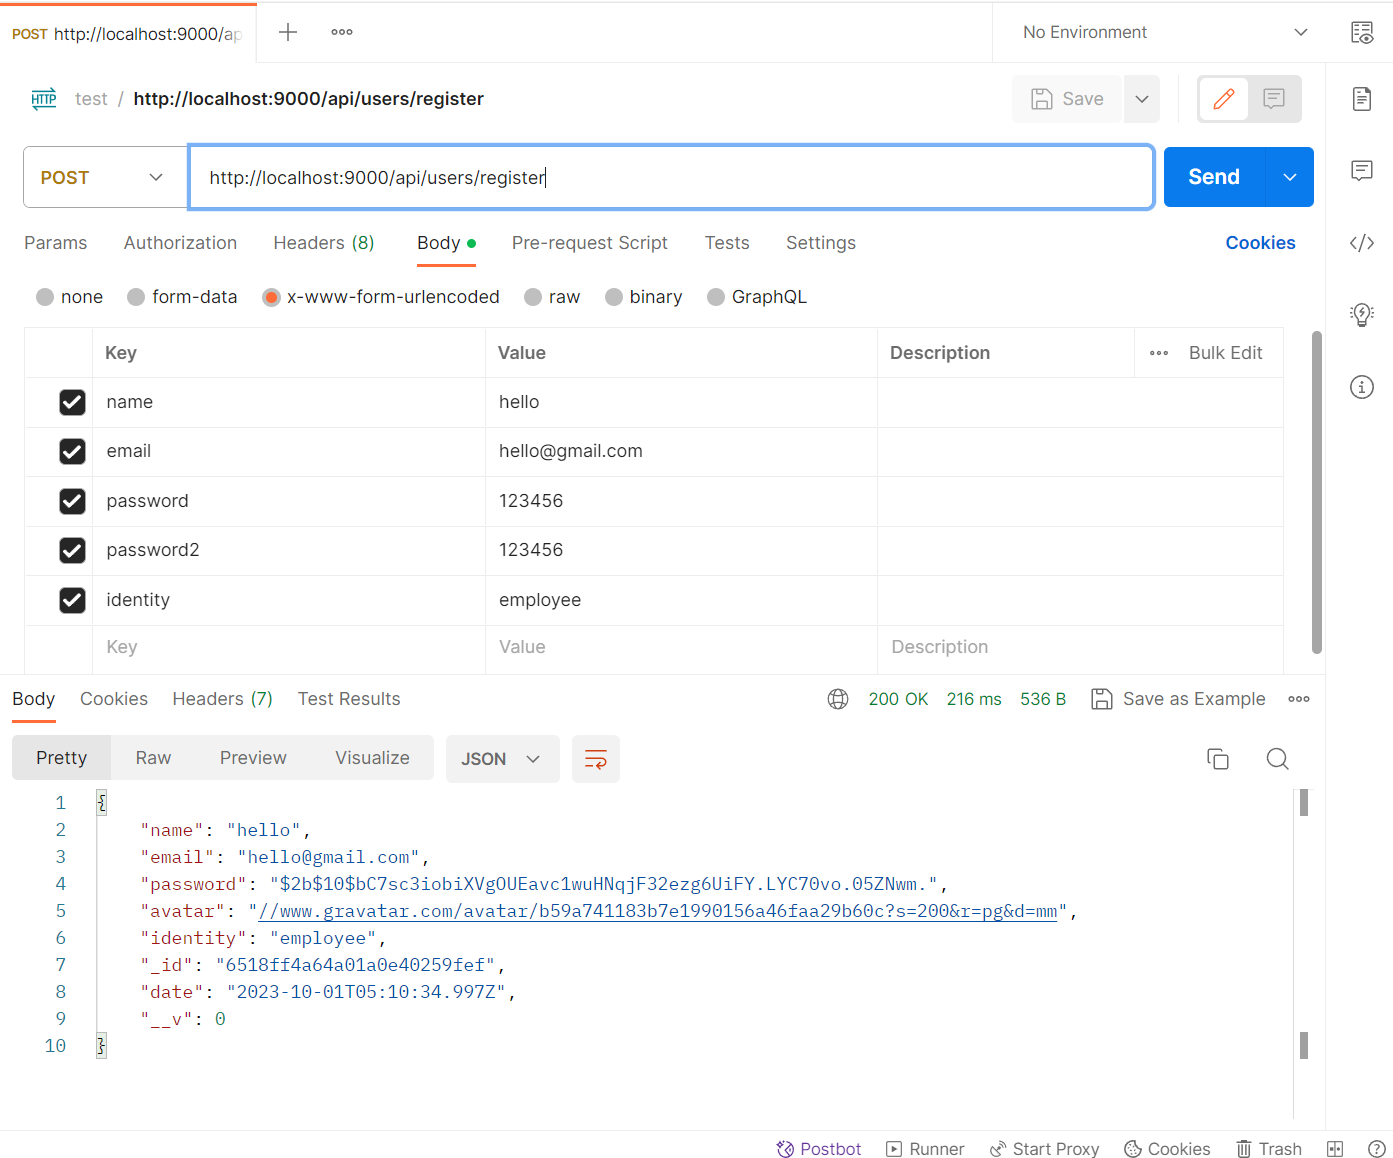 POST http://localhost:9000/ap
No Environment
HTTP test / http://localhost:9000/api/users/register
Save
POST http://localhost:9000/api/users/register Send
Params Authorization Headers (8) Body Pre-request Script Tests Settings Cookies
none form-data x-www-form-urlencoded raw binary GraphQL
Key Value Description Bulk Edit
name hello
email hello@gmail.com
password 123456
password2 123456
identity employee
Key Value Description
Body Cookies Headers (7) Test Results 200 OK 216 ms 536 B Save as Example
Pretty Raw Preview Visualize JSON
1 {
2 "name": "hello",
3 "email": "hello@gmail.com",
4 "password": "$2b$10$bC7sc3iobiXVgOUEavc1wuHNqjF32ezg6UiFY.LYC70vo.05ZNwm.",
5 "avatar": "//www.gravatar.com/avatar/b59a741183b7e1990156a46faa29b60c?s=200&r=pg&d=mm",
6 "identity": "employee",
7 "_id": "6518ff4a64a01a0e40259fef",
8 "date": "2023-10-01T05:10:34.997Z",
9 "__v": 0
10 }
Postbot Runner Start Proxy Cookies Trash